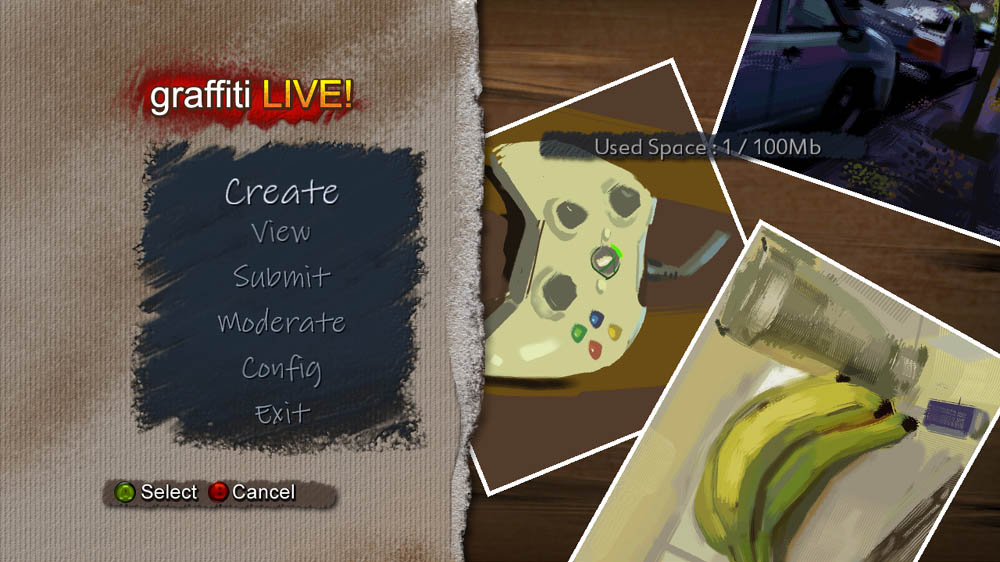 graffiti LIVE!
Used Space : 1 / 100Mb
Create
View
Submit
Moderate
Config
Exit
Select Cancel